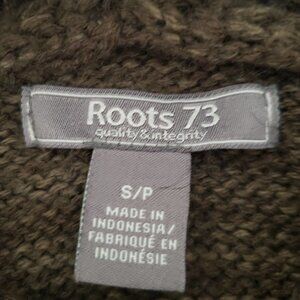 Roots 73
quality & integrity
S/P
MADE IN
INDONESIA/
FABRIQUÉ EN
INDONÉSIE